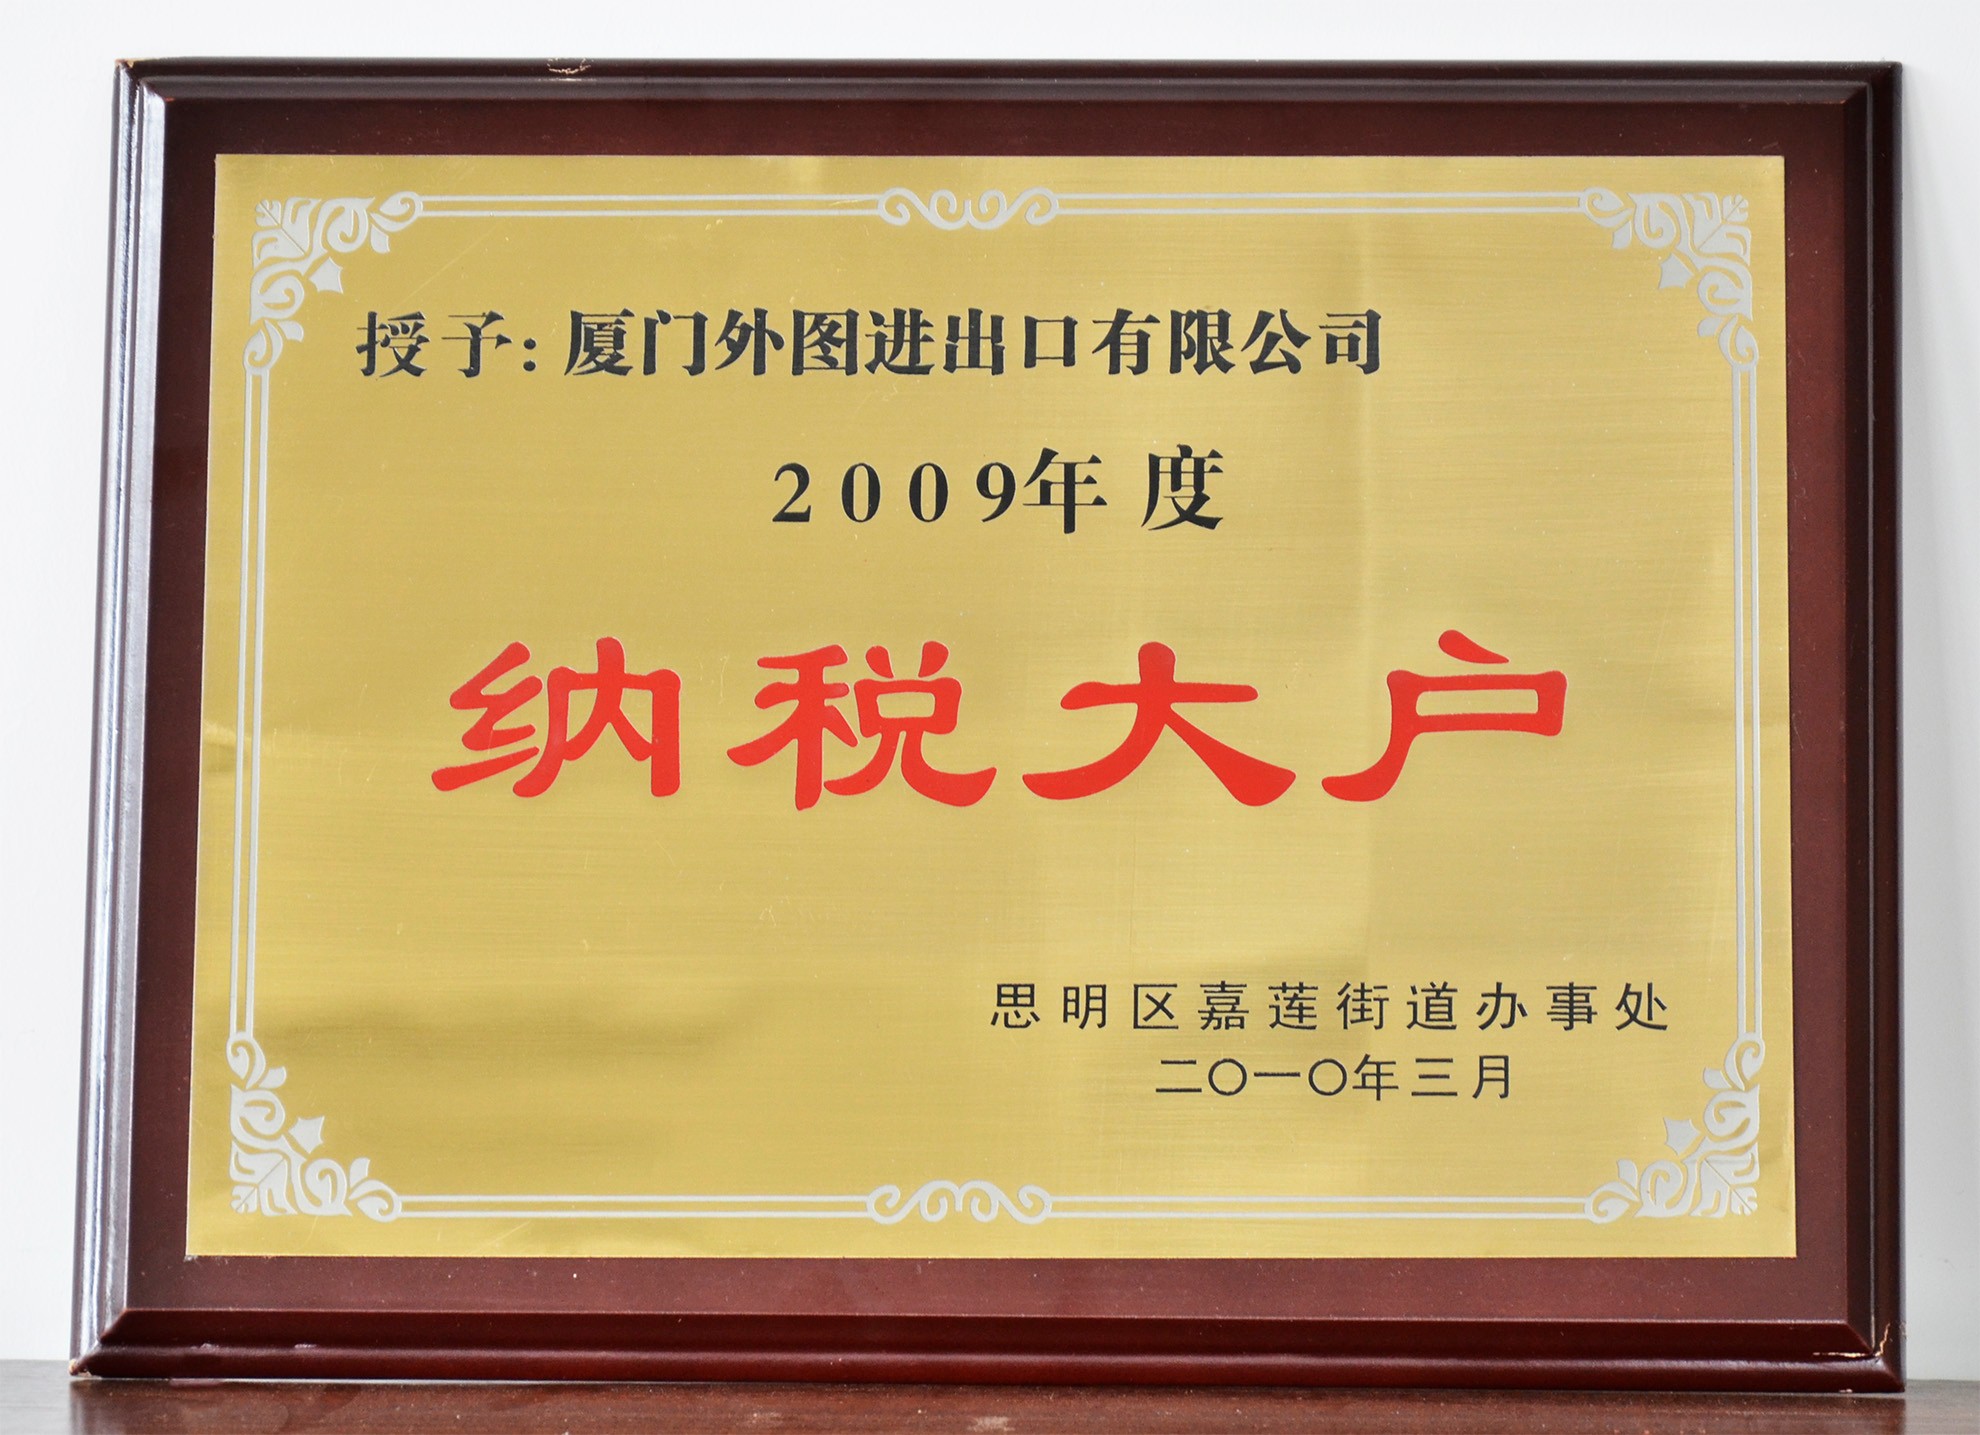 授予：厦门外图进出口有限公司
2009年度
纳税大户
思明区嘉莲街道办事处
二〇一〇年三月